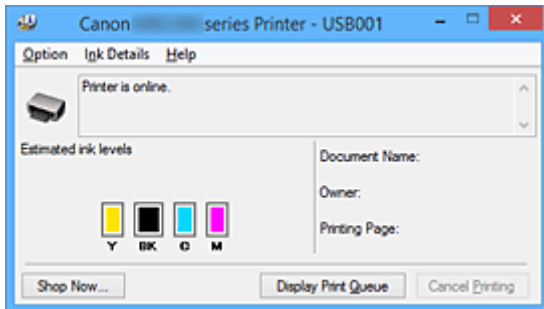 Canon series Printer - USB001
Option Ink Details Help
Printer is online.
Estimated ink levels
Document Name:
Owner:
Printing Page:
Y BK C M
Shop Now... Display Print Queue Cancel Printing